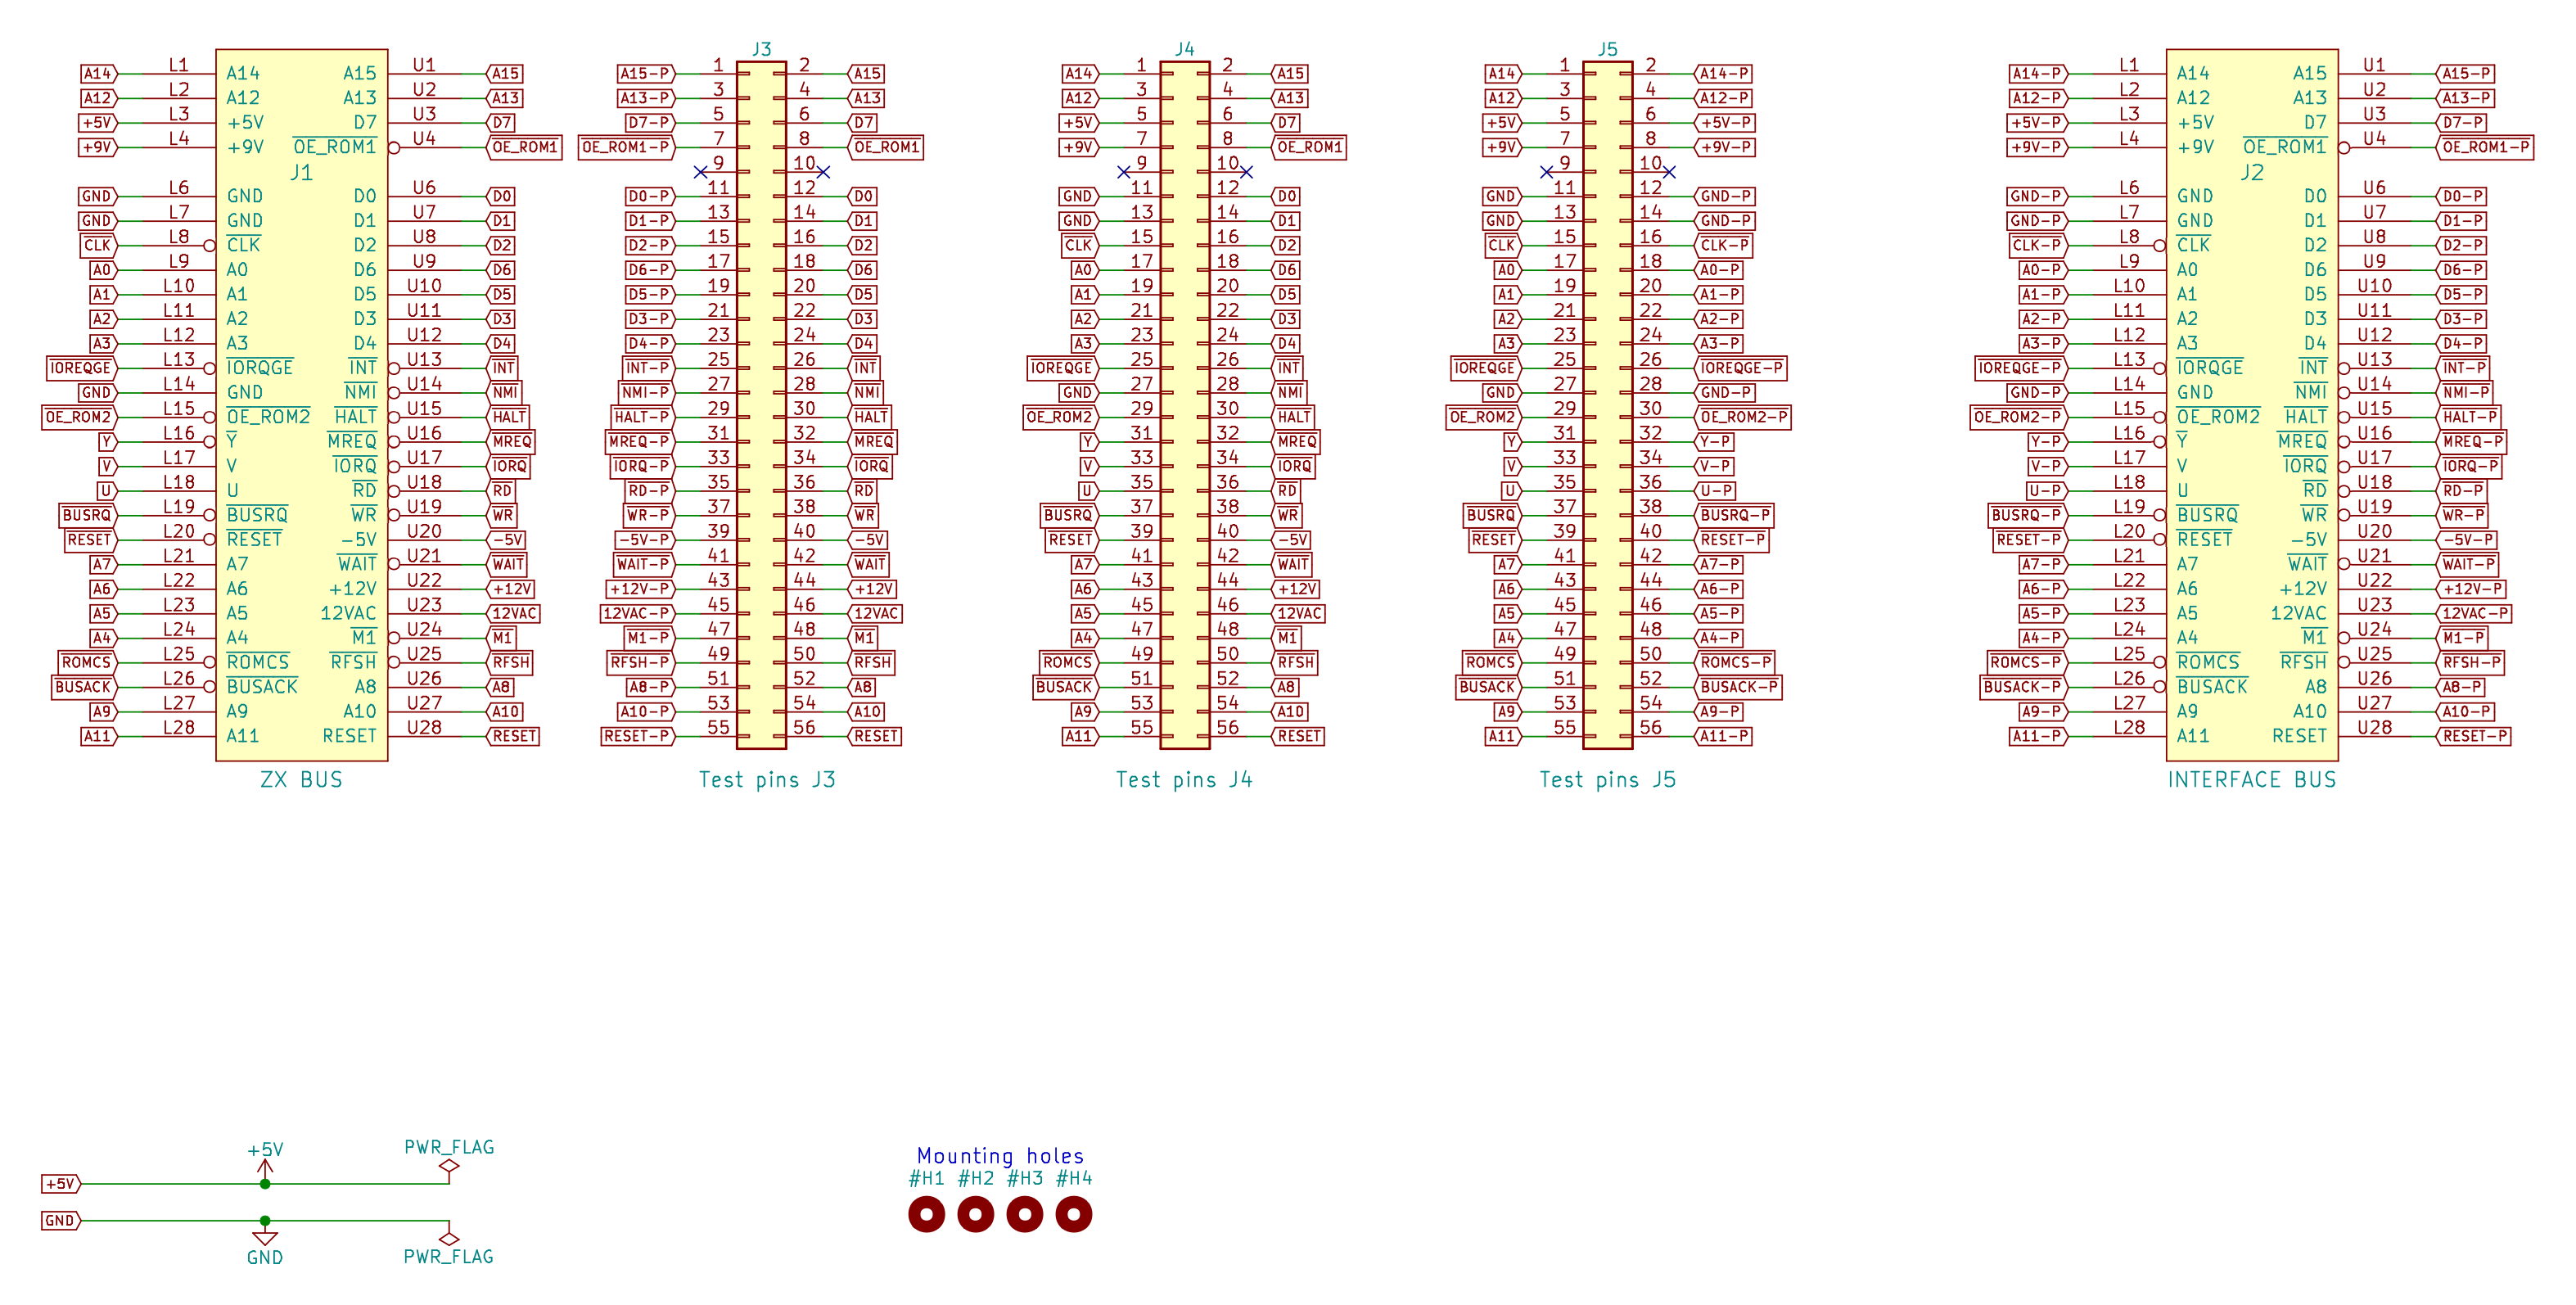 J3 J4 J5
A14 L1 A14 A15 U1 A15 A15-P 1 2 A15 A14 1 2 A15 A14 1 2 A14-P A14-P L1 A14 A15 U1 A15-P
A12 L2 A12 A13 U2 A13 A13-P 3 4 A13 A12 3 4 A13 A12 3 4 A12-P A12-P L2 A12 A13 U2 A13-P
+5V L3 +5V D7 U3 D7 D7-P 5 6 D7 +5V 5 6 D7 +5V 5 6 +5V-P +5V-P L3 +5V D7 U3 D7-P
+9V L4 +9V OE_ROM1 U4 OE_ROM1 OE_ROM1-P 7 8 OE_ROM1 +9V 7 8 OE_ROM1 +9V 7 8 +9V-P +9V-P L4 +9V OE_ROM1 U4 OE_ROM1-P
J1 9 10 9 10 9 10 J2
GND L6 GND D0 U6 D0 D0-P 11 12 D0 GND 11 12 D0 GND 11 12 GND-P GND-P L6 GND D0 U6 D0-P
GND L7 GND D1 U7 D1 D1-P 13 14 D1 GND 13 14 D1 GND 13 14 GND-P GND-P L7 GND D1 U7 D1-P
CLK L8 CLK D2 U8 D2 D2-P 15 16 D2 CLK 15 16 D2 CLK 15 16 CLK-P CLK-P L8 CLK D2 U8 D2-P
A0 L9 A0 D6 U9 D6 D6-P 17 18 D6 A0 17 18 D6 A0 17 18 A0-P A0-P L9 A0 D6 U9 D6-P
A1 L10 A1 D5 U10 D5 D5-P 19 20 D5 A1 19 20 D5 A1 19 20 A1-P A1-P L10 A1 D5 U10 D5-P
A2 L11 A2 D3 U11 D3 D3-P 21 22 D3 A2 21 22 D3 A2 21 22 A2-P A2-P L11 A2 D3 U11 D3-P
A3 L12 A3 D4 U12 D4 D4-P 23 24 D4 A3 23 24 D4 A3 23 24 A3-P A3-P L12 A3 D4 U12 D4-P
IOREQGE L13 IORQGE INT U13 INT INT-P 25 26 INT IOREQGE 25 26 INT IOREQGE 25 26 IOREQGE-P IOREQGE-P L13 IORQGE INT U13 INT-P
GND L14 GND NMI U14 NMI NMI-P 27 28 NMI GND 27 28 NMI GND 27 28 GND-P GND-P L14 GND NMI U14 NMI-P
OE_ROM2 L15 OE_ROM2 HALT U15 HALT HALT-P 29 30 HALT OE_ROM2 29 30 HALT OE_ROM2 29 30 OE_ROM2-P OE_ROM2-P L15 OE_ROM2 HALT U15 HALT-P
Y L16 Y MREQ U16 MREQ MREQ-P 31 32 MREQ Y 31 32 MREQ Y 31 32 Y-P Y-P L16 Y MREQ U16 MREQ-P
V L17 V IORQ U17 IORQ IORQ-P 33 34 IORQ V 33 34 IORQ V 33 34 V-P V-P L17 V IORQ U17 IORQ-P
U L18 U RD U18 RD RD-P 35 36 RD U 35 36 RD U 35 36 U-P U-P L18 U RD U18 RD-P
BUSRQ L19 BUSRQ WR U19 WR WR-P 37 38 WR BUSRQ 37 38 WR BUSRQ 37 38 BUSRQ-P BUSRQ-P L19 BUSRQ WR U19 WR-P
RESET L20 RESET -5V U20 -5V -5V-P 39 40 -5V RESET 39 40 -5V RESET 39 40 RESET-P RESET-P L20 RESET -5V U20 -5V-P
A7 L21 A7 WAIT U21 WAIT WAIT-P 41 42 WAIT A7 41 42 WAIT A7 41 42 A7-P A7-P L21 A7 WAIT U21 WAIT-P
A6 L22 A6 +12V U22 +12V +12V-P 43 44 +12V A6 43 44 +12V A6 43 44 A6-P A6-P L22 A6 +12V U22 +12V-P
A5 L23 A5 12VAC U23 12VAC 12VAC-P 45 46 12VAC A5 45 46 12VAC A5 45 46 A5-P A5-P L23 A5 12VAC U23 12VAC-P
A4 L24 A4 M1 U24 M1 M1-P 47 48 M1 A4 47 48 M1 A4 47 48 A4-P A4-P L24 A4 M1 U24 M1-P
ROMCS L25 ROMCS RFSH U25 RFSH RFSH-P 49 50 RFSH ROMCS 49 50 RFSH ROMCS 49 50 ROMCS-P ROMCS-P L25 ROMCS RFSH U25 RFSH-P
BUSACK L26 BUSACK A8 U26 A8 A8-P 51 52 A8 BUSACK 51 52 A8 BUSACK 51 52 BUSACK-P BUSACK-P L26 BUSACK A8 U26 A8-P
A9 L27 A9 A10 U27 A10 A10-P 53 54 A10 A9 53 54 A10 A9 53 54 A9-P A9-P L27 A9 A10 U27 A10-P
A11 L28 A11 RESET U28 RESET RESET-P 55 56 RESET A11 55 56 RESET A11 55 56 A11-P A11-P L28 A11 RESET U28 RESET-P
ZX BUS Test pins J3 Test pins J4 Test pins J5 INTERFACE BUS
+5V PWR_FLAG Mounting holes
#H1 #H2 #H3 #H4
+5V
GND
GND PWR_FLAG